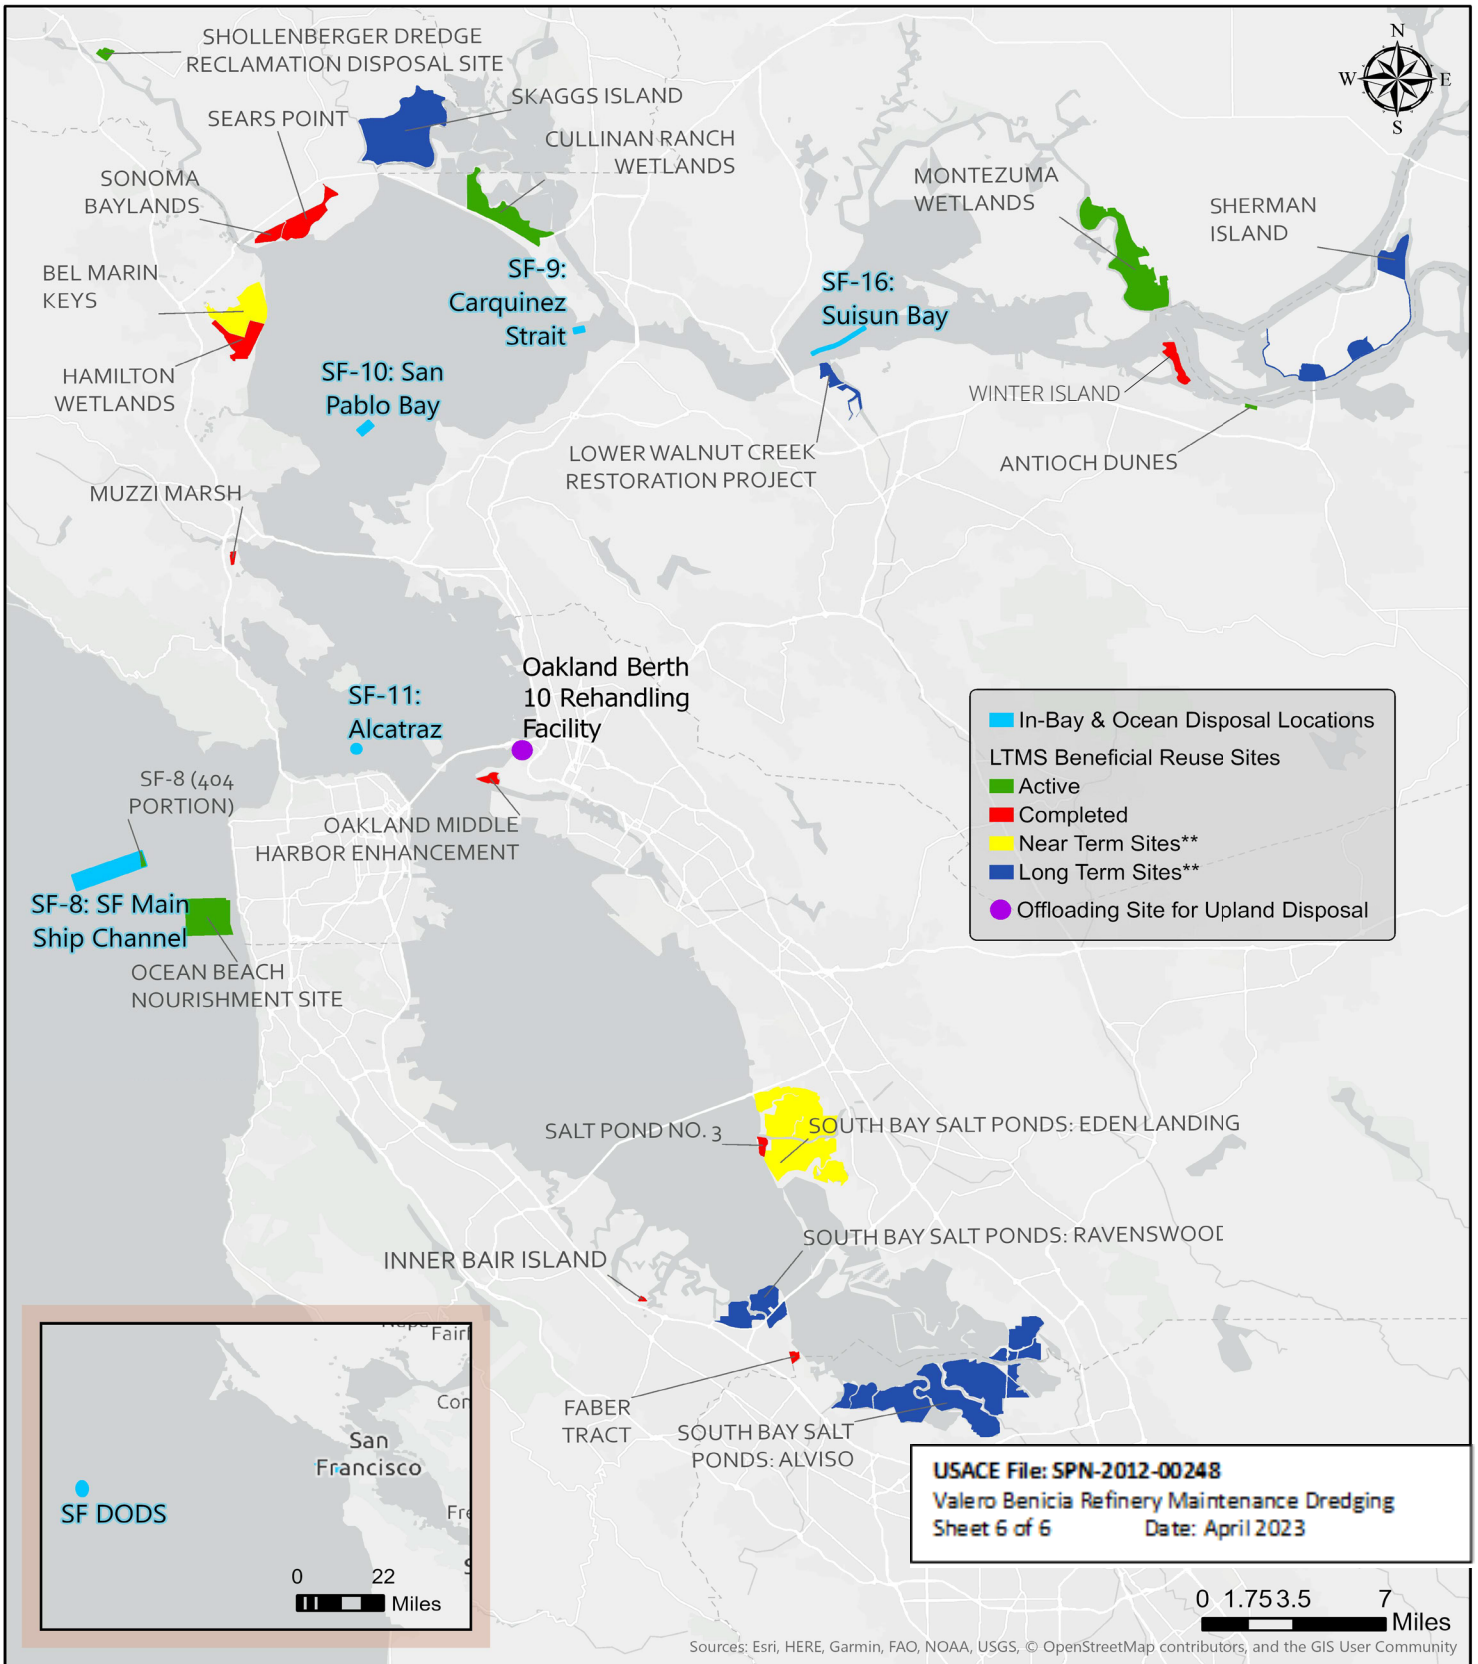 SHOLLENBERGER DREDGE
RECLAMATION DISPOSAL SITE
N
W
E
S
SKAGGS ISLAND
SEARS POINT
CULLINAN RANCH
WETLANDS
SONOMA
BAYLANDS
MONTEZUMA
WETLANDS
SHERMAN
ISLAND
BEL MARIN
KEYS
SF-9:
Carquinez
Strait
SF-16:
Suisun Bay
HAMILTON
WETLANDS
SF-10: San
Pablo Bay
WINTER ISLAND
LOWER WALNUT CREEK
RESTORATION PROJECT
ANTIOCH DUNES
MUZZI MARSH
Oakland Berth
10 Rehandling
Facility
SF-11:
Alcatraz
In-Bay & Ocean Disposal Locations
LTMS Beneficial Reuse Sites
Active
Completed
Near Term Sites**
Long Term Sites**
Offloading Site for Upland Disposal
SF-8 (404
PORTION)
OAKLAND MIDDLE
HARBOR ENHANCEMENT
SF-8: SF Main
Ship Channel
OCEAN BEACH
NOURISHMENT SITE
SALT POND NO. 3
SOUTH BAY SALT PONDS: EDEN LANDING
SOUTH BAY SALT PONDS: RAVENSWOOD
INNER BAIR ISLAND
FABER
TRACT
SOUTH BAY SALT
PONDS: ALVISO
Fairf
Con
San
Francisco
Fre
SF DODS
0 22
Miles
USACE File: SPN-2012-00248
Valero Benicia Refinery Maintenance Dredging
Sheet 6 of 6 Date: April 2023
0 1.75 3.5 7
Miles
Sources: Esri, HERE, Garmin, FAO, NOAA, USGS, © OpenStreetMap contributors, and the GIS User Community